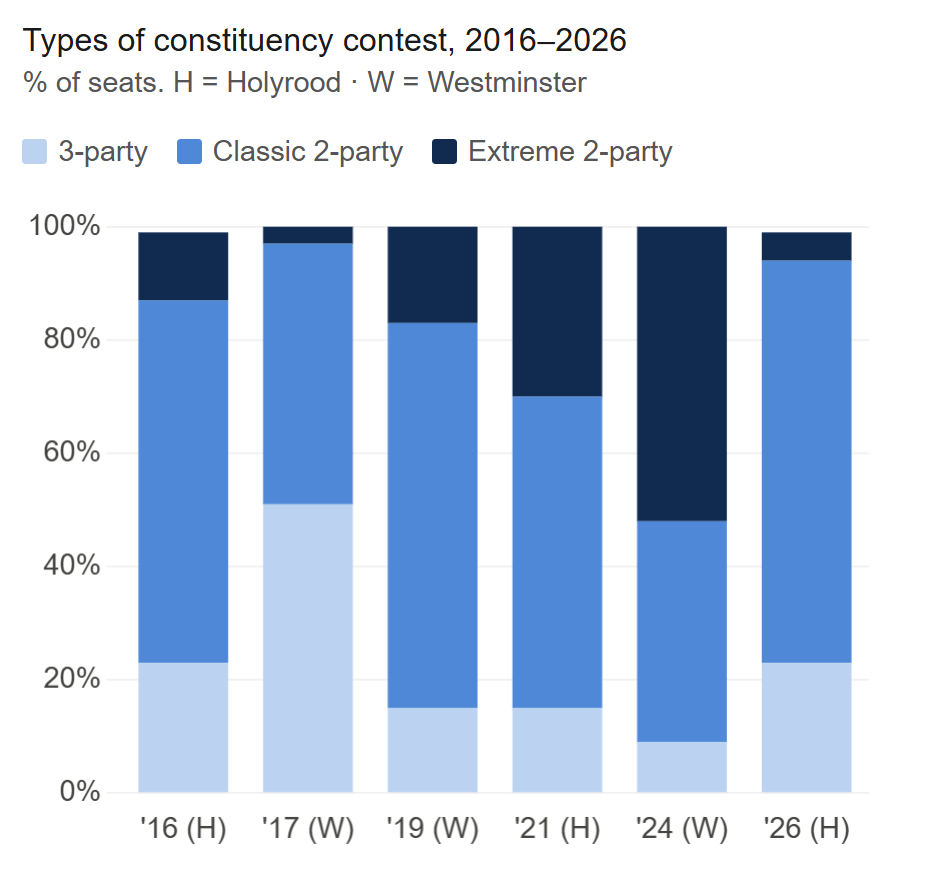 Types of constituency contest, 2016–2026
% of seats. H = Holyrood · W = Westminster
3-party Classic 2-party Extreme 2-party
100%
80%
60%
40%
20%
0%
'16 (H) '17 (W) '19 (W) '21 (H) '24 (W) '26 (H)